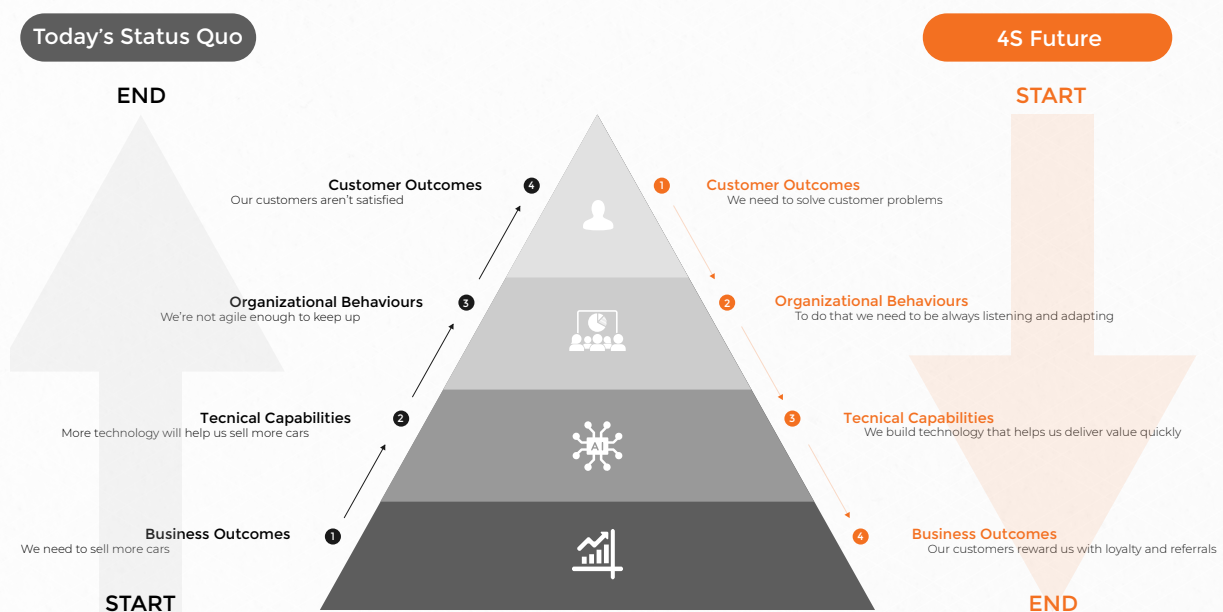 Today's Status Quo
4S Future
END
START
Customer Outcomes
Our customers aren't satisfied
4
1
Customer Outcomes
We need to solve customer problems
Organizational Behaviours
We're not agile enough to keep up
3
2
Organizational Behaviours
To do that we need to be always listening and adapting
Tecnical Capabilities
More technology will help us sell more cars
2
AI
3
Tecnical Capabilities
We build technology that helps us deliver value quickly
Business Outcomes
We need to sell more cars
1
4
Business Outcomes
Our customers reward us with loyalty and referrals
START
END